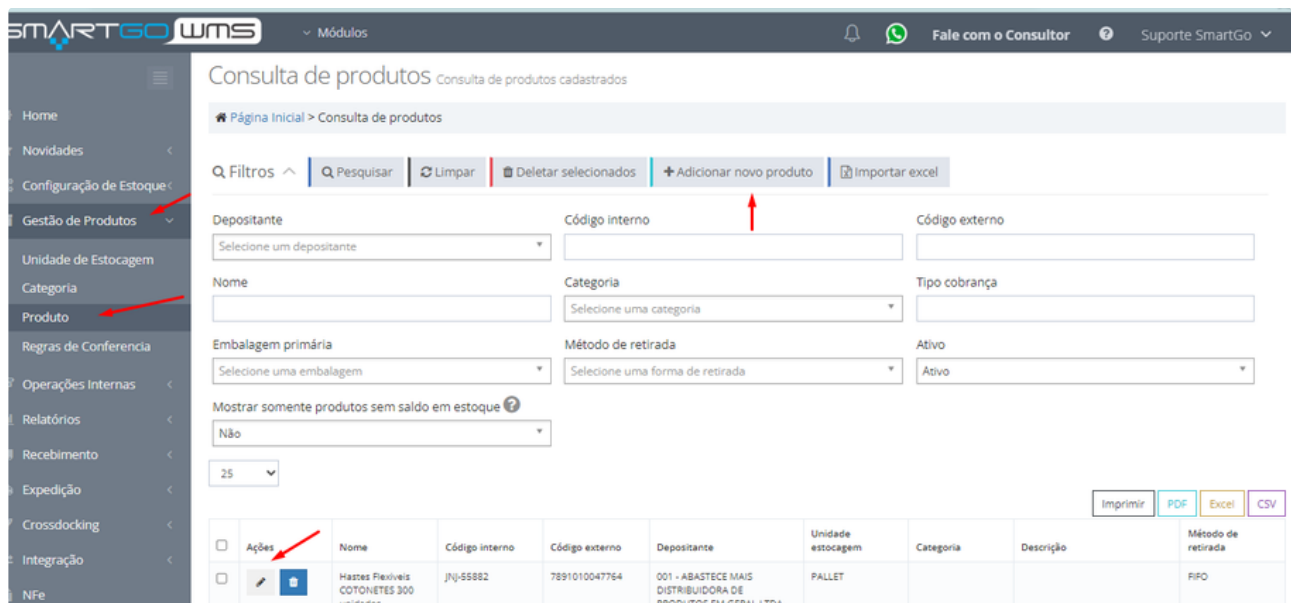 SMARTGO WMS
Módulos
Fale com o Consultor
Suporte SmartGo
Consulta de produtos Consulta de produtos cadastrados
Home
Página Inicial > Consulta de produtos
Novidades
Configuração de Estoque
Gestão de Produtos
Unidade de Estocagem
Categoria
Produto
Regras de Conferencia
Operações Internas
Relatórios
Recebimento
Expedição
Crossdocking
Integração
NFe
Filtros
Pesquisar
Limpar
Deletar selecionados
Adicionar novo produto
Importar excel
Depositante
Código interno
Código externo
Selecione um depositante
Nome
Categoria
Tipo cobrança
Selecione uma categoria
Embalagem primária
Método de retirada
Ativo
Selecione uma embalagem
Selecione uma forma de retirada
Ativo
Mostrar somente produtos sem saldo em estoque
Não
25
Imprimir
PDF
Excel
CSV
Ações
Nome
Código interno
Código externo
Depositante
Unidade
estocagem
Categoria
Descrição
Método de
retirada
Hastes Flexiveis
COTONETES 300
unidades
JNJ-55882
7891010047764
001 - ABASTECE MAIS
DISTRIBUIDORA DE
PRODUTOS EM GERAL LTDA
PALLET
FIFO